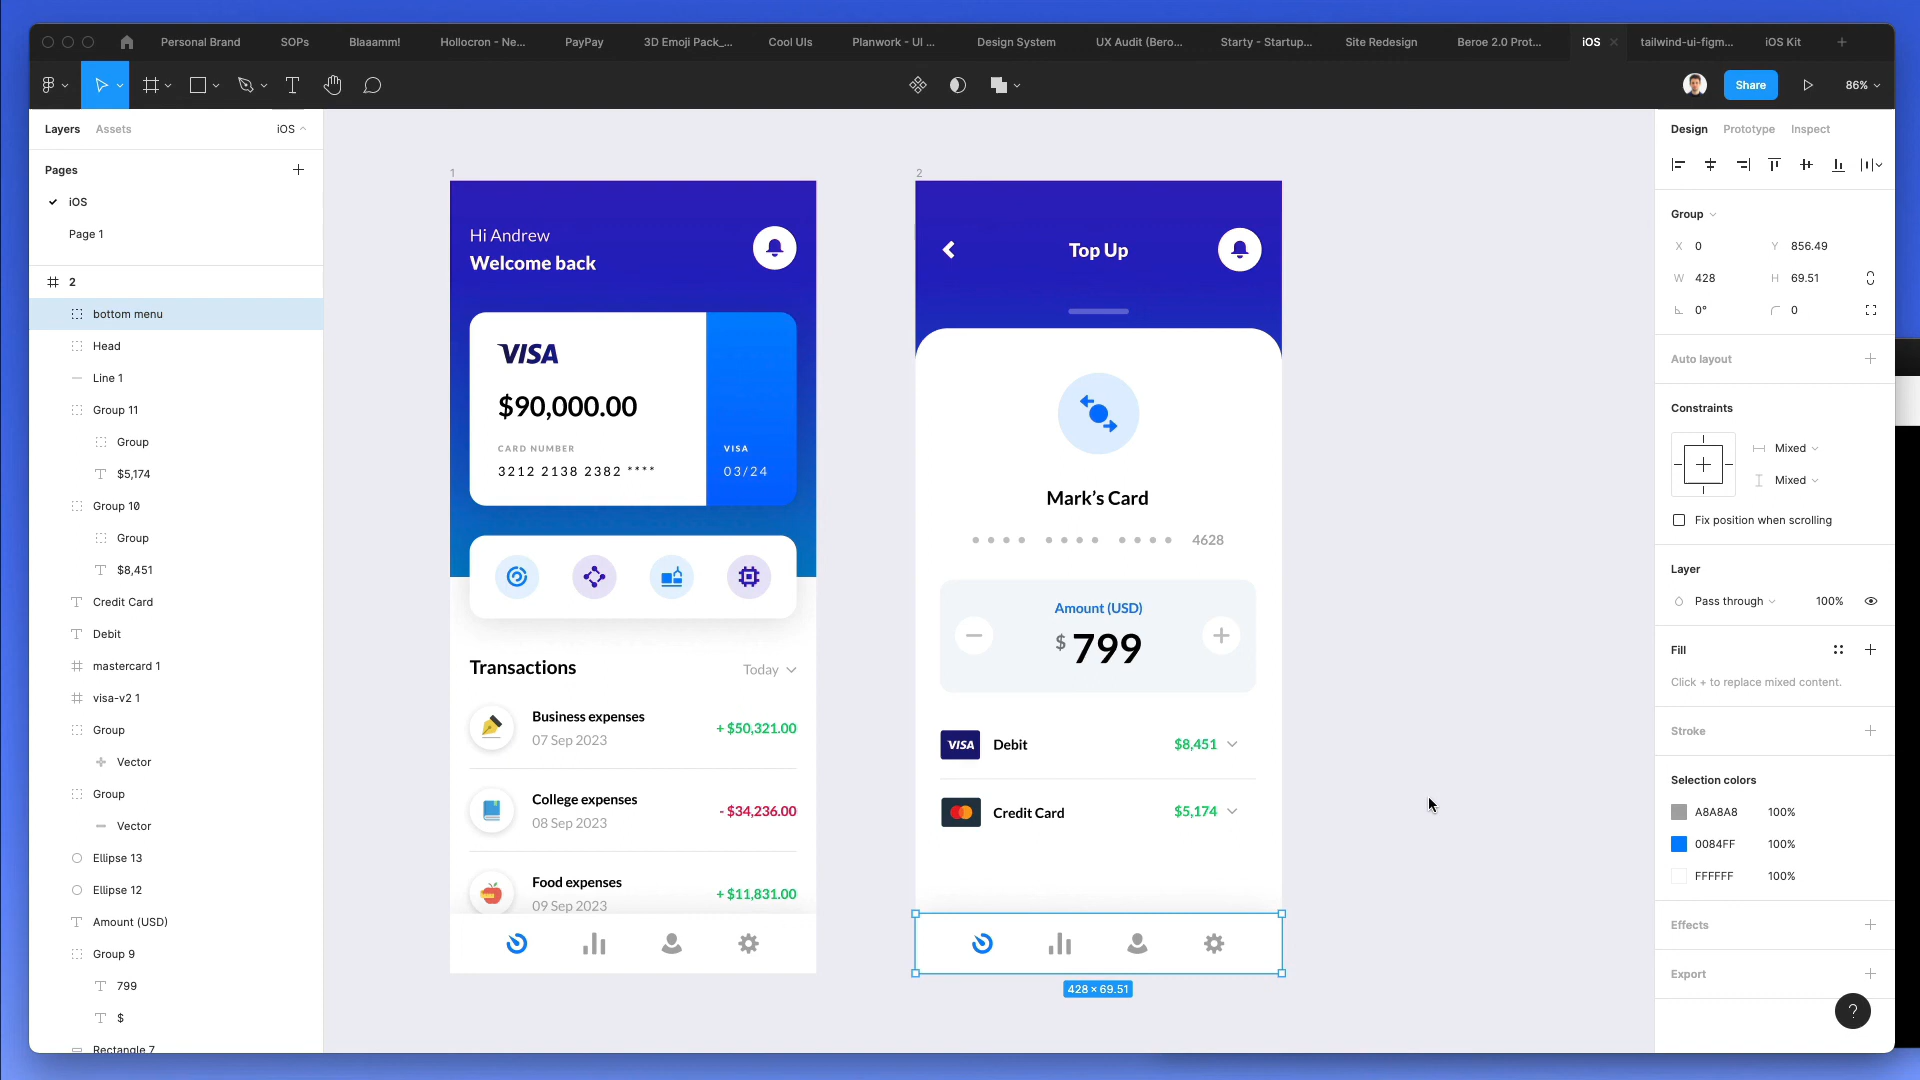 Personal Brand SOPs Blaaamm! Hollocron - Ne... PayPay 3D Emoji Pack_... Cool UIs Planwork - UI ... Design System UX Audit (Bero... Starty - Startup... Site Redesign Beroe 2.0 Prot... iOS tailwind-ui-figm... iOS Kit
Share 86%
Layers Assets iOS
Pages
iOS
Page 1
2
bottom menu
Head
Line 1
Group 11
Group
$5,174
Group 10
Group
$8,451
Credit Card
Debit
mastercard 1
visa-v2 1
Group
Vector
Group
Vector
Ellipse 13
Ellipse 12
Amount (USD)
Group 9
799
$
Rectangle 7
1
Hi Andrew
Welcome back
VISA
$90,000.00
CARD NUMBER
3212 2138 2382 ****
VISA
03/24
Transactions
Today
Business expenses
07 Sep 2023
+ $50,321.00
College expenses
08 Sep 2023
- $34,236.00
Food expenses
09 Sep 2023
+ $11,831.00
2
Top Up
Mark’s Card
4628
Amount (USD)
$ 799
VISA Debit $8,451
Credit Card $5,174
428 × 69.51
Design Prototype Inspect
Group
X 0 Y 856.49
W 428 H 69.51
0° 0
Auto layout
Constraints
Mixed
Mixed
Fix position when scrolling
Layer
Pass through 100%
Fill
Click + to replace mixed content.
Stroke
Selection colors
A8A8A8 100%
0084FF 100%
FFFFFF 100%
Effects
Export
?